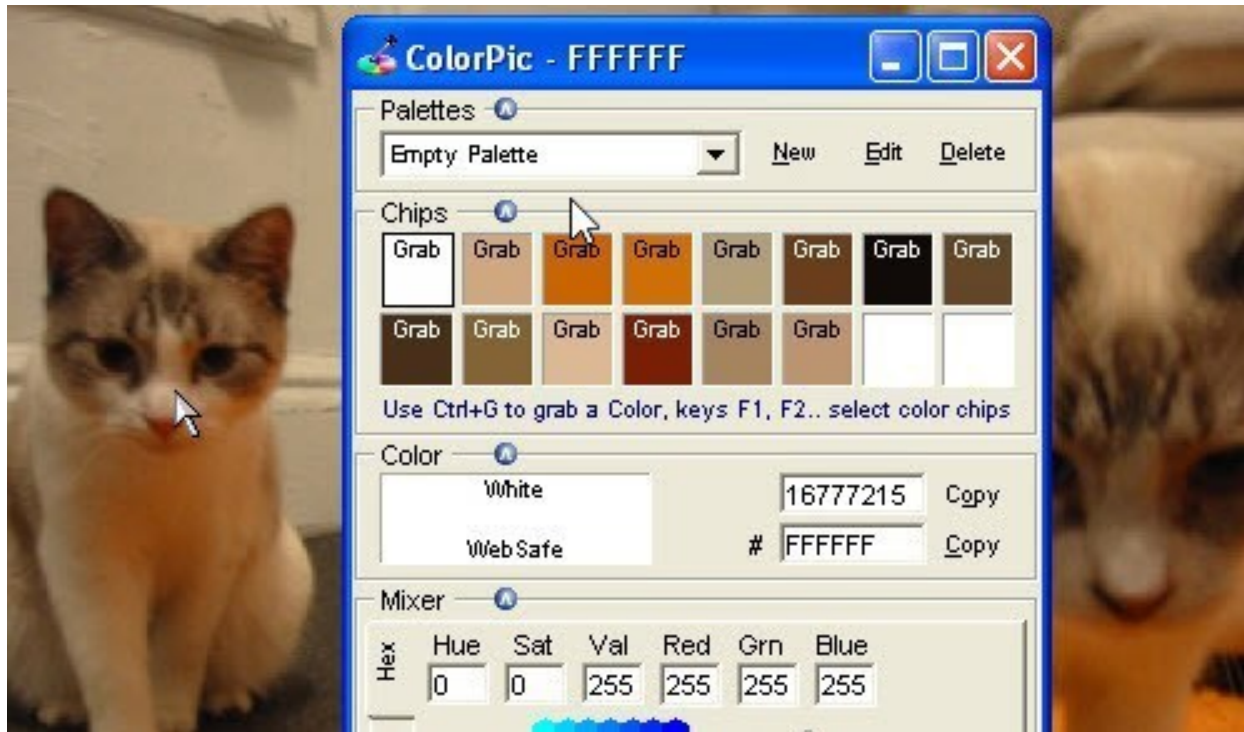 ColorPic - FFFFFF
Palettes
Empty Palette New Edit Delete
Chips
Grab Grab Grab Grab Grab Grab Grab Grab
Grab Grab Grab Grab Grab Grab
Use Ctrl+G to grab a Color, keys F1, F2.. select color chips
Color
White 16777215 Copy
WebSafe # FFFFFF Copy
Mixer
Hex Hue Sat Val Red Grn Blue
0 0 255 255 255 255